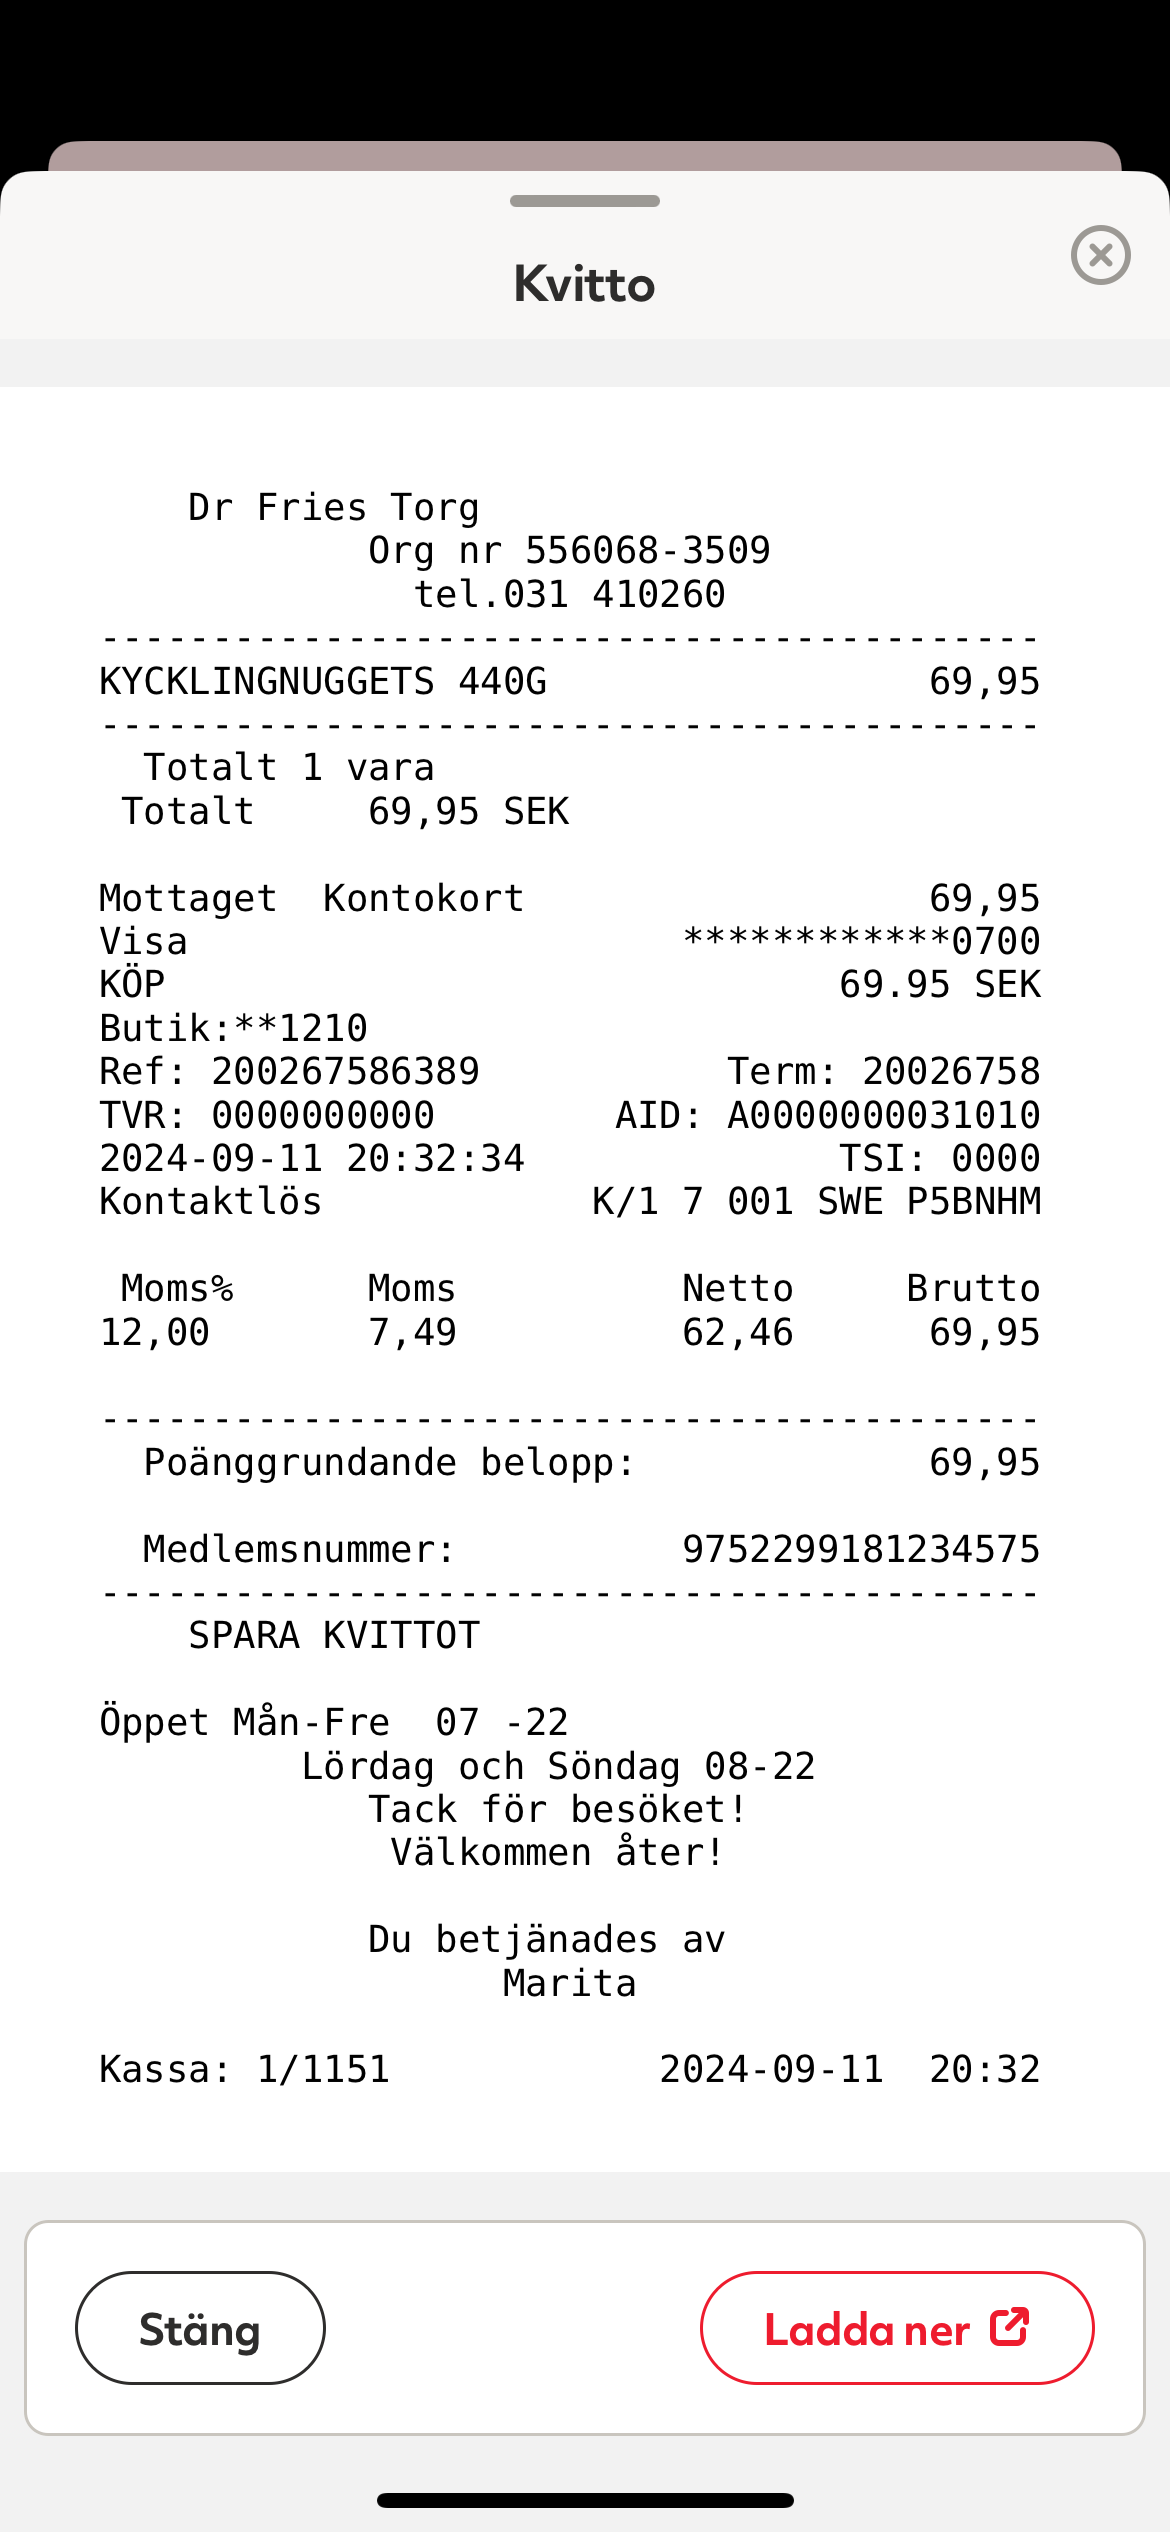 Kvitto
Dr Fries Torg
Org nr 556068-3509
tel.031 410260
------------------------------------------
KYCKLINGNUGGETS 440G 69,95
------------------------------------------
Totalt 1 vara
Totalt 69,95 SEK
Mottaget Kontokort 69,95
Visa ************0700
KÖP 69.95 SEK
Butik:**1210
Ref: 200267586389 Term: 20026758
TVR: 0000000000 AID: A0000000031010
2024-09-11 20:32:34 TSI: 0000
Kontaktlös K/1 7 001 SWE P5BNHM
Moms% Moms Netto Brutto
12,00 7,49 62,46 69,95
------------------------------------------
Poänggrundande belopp: 69,95
Medlemsnummer: 9752299181234575
------------------------------------------
SPARA KVITTOT
Öppet Mån-Fre 07 -22
Lördag och Söndag 08-22
Tack för besöket!
Välkommen åter!
Du betjänades av
Marita
Kassa: 1/1151 2024-09-11 20:32
Stäng Ladda ner